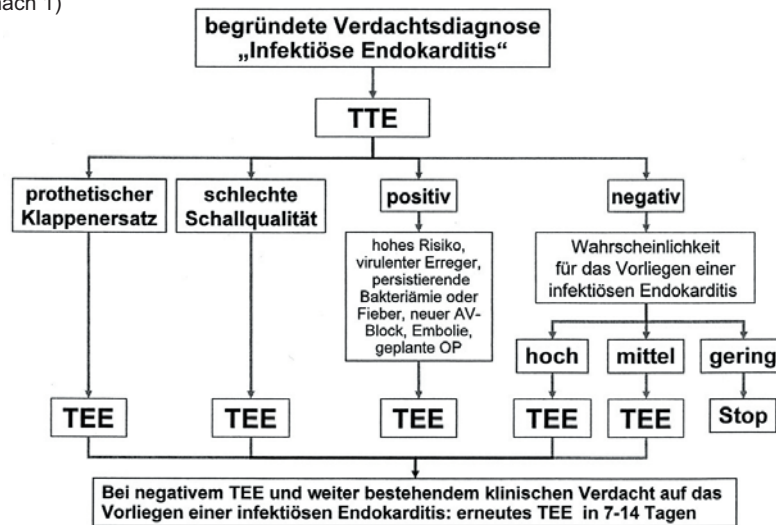 nach 1)
begründete Verdachtsdiagnose
„Infektiöse Endokarditis“
TTE
prothetischer
Klappenersatz
schlechte
Schallqualität
positiv
negativ
hohes Risiko,
virulenter Erreger,
persistierende
Bakteriämie oder
Fieber, neuer AV-
Block, Embolie,
geplante OP
Wahrscheinlichkeit
für das Vorliegen einer
infektiösen Endokarditis
hoch
mittel
gering
TEE
TEE
TEE
TEE
TEE
Stop
Bei negativem TEE und weiter bestehendem klinischen Verdacht auf das
Vorliegen einer infektiösen Endokarditis: erneutes TEE in 7-14 Tagen